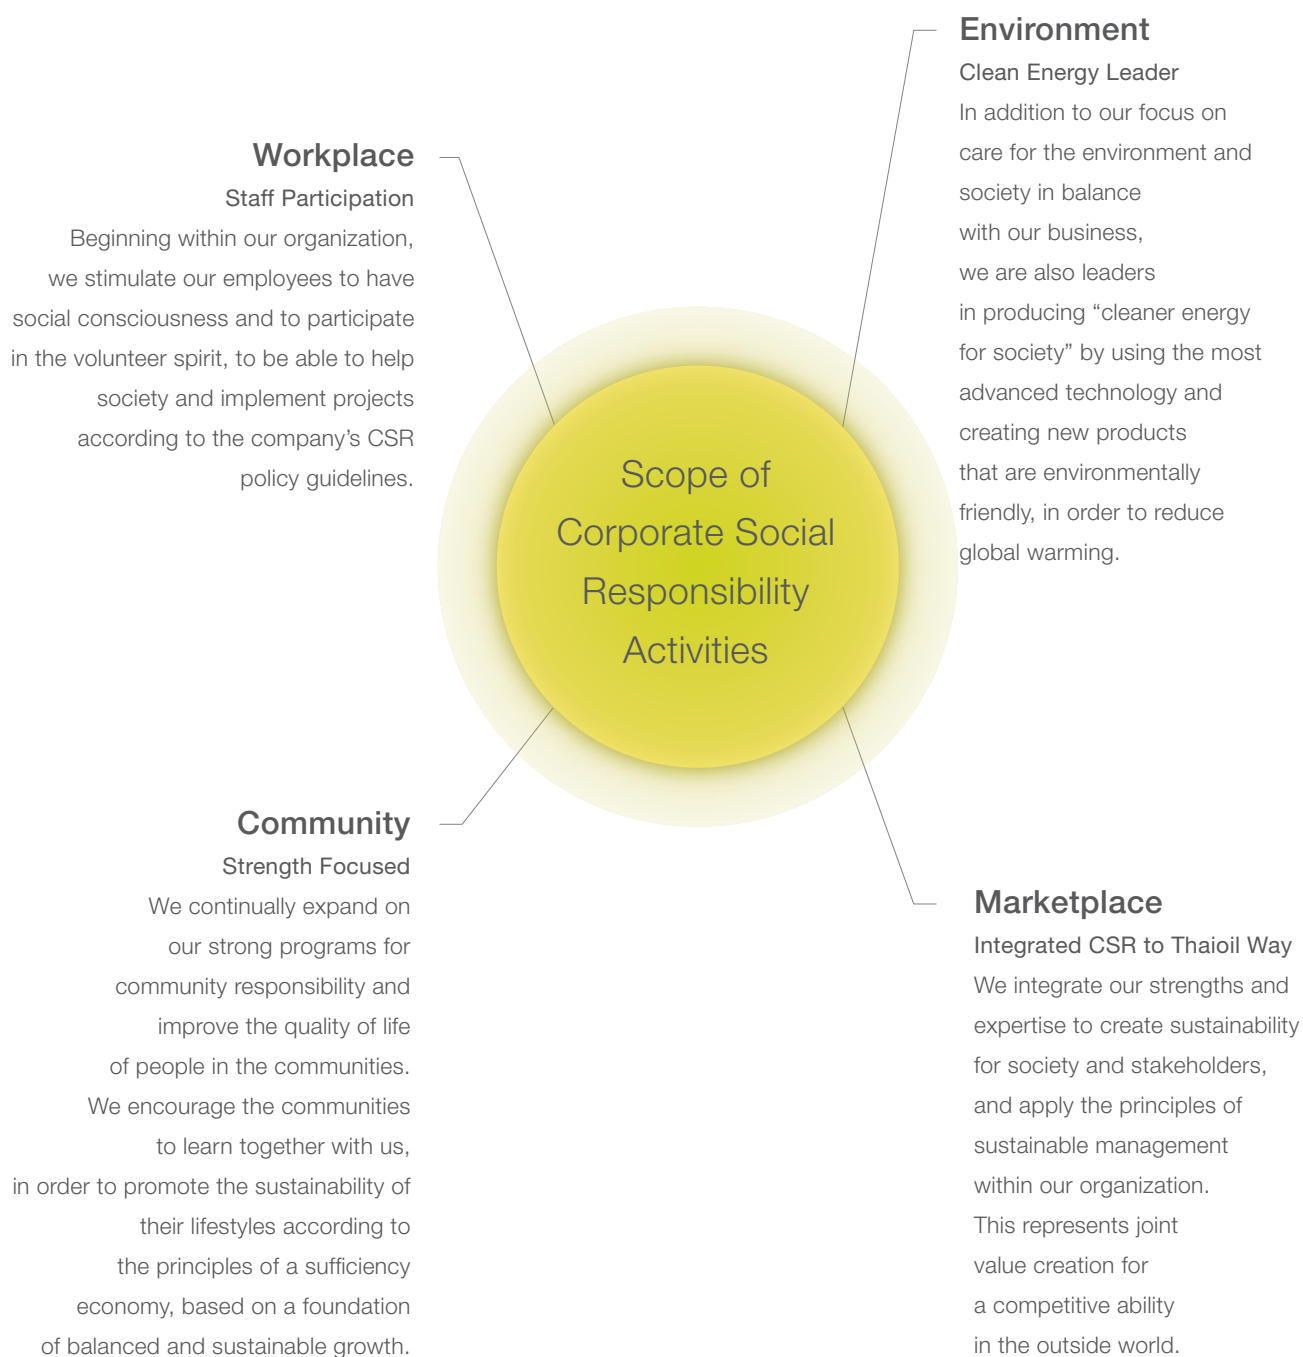 Environment
Clean Energy Leader
In addition to our focus on
care for the environment and
society in balance
with our business,
we are also leaders
in producing “cleaner energy
for society” by using the most
advanced technology and
creating new products
that are environmentally
friendly, in order to reduce
global warming.
Workplace
Staff Participation
Beginning within our organization,
we stimulate our employees to have
social consciousness and to participate
in the volunteer spirit, to be able to help
society and implement projects
according to the company’s CSR
policy guidelines.
Scope of
Corporate Social
Responsibility
Activities
Community
Strength Focused
We continually expand on
our strong programs for
community responsibility and
improve the quality of life
of people in the communities.
We encourage the communities
to learn together with us,
in order to promote the sustainability of
their lifestyles according to
the principles of a sufficiency
economy, based on a foundation
of balanced and sustainable growth.
Marketplace
Integrated CSR to Thaioil Way
We integrate our strengths and
expertise to create sustainability
for society and stakeholders,
and apply the principles of
sustainable management
within our organization.
This represents joint
value creation for
a competitive ability
in the outside world.